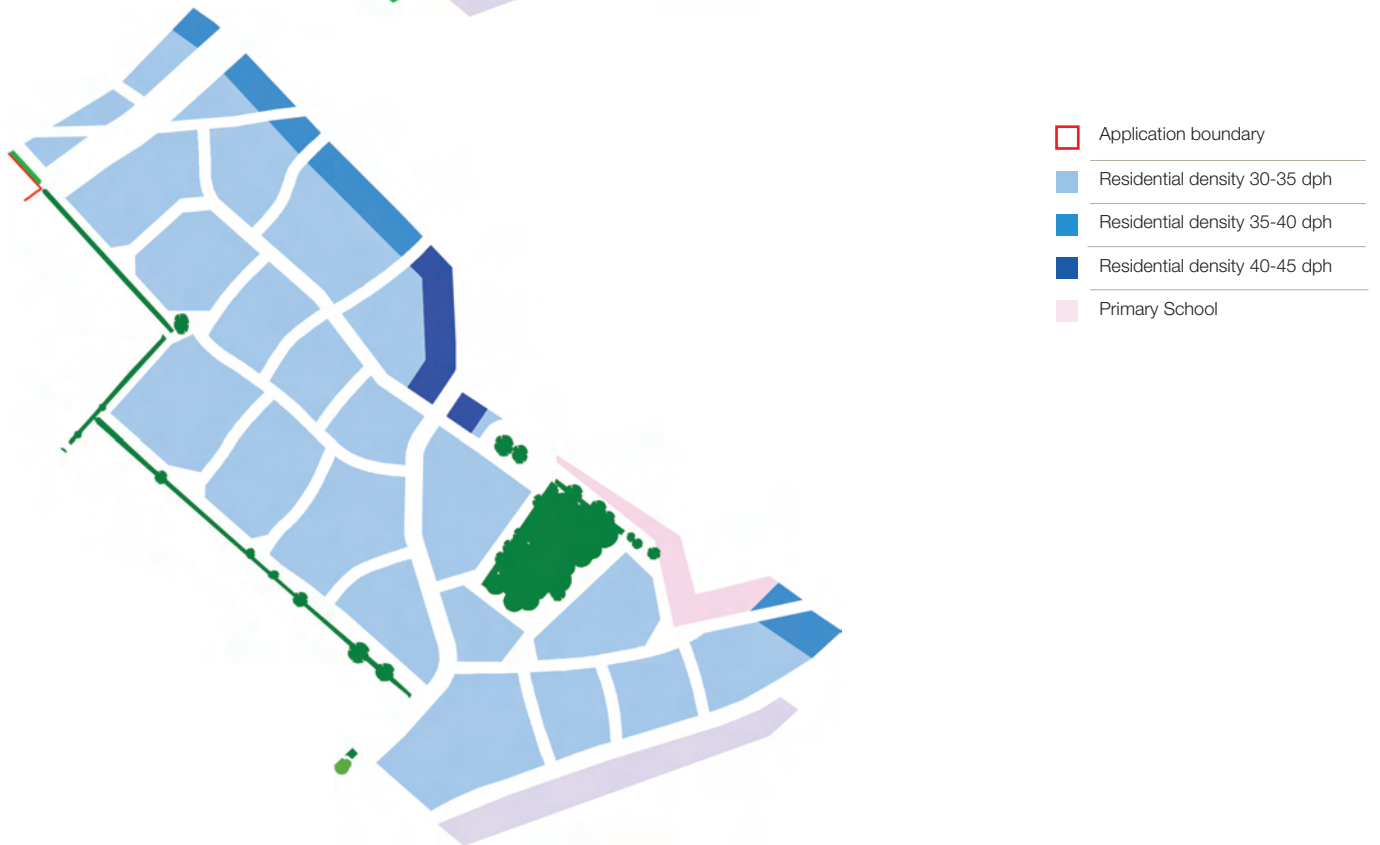 Application boundary
Residential density 30-35 dph
Residential density 35-40 dph
Residential density 40-45 dph
Primary School